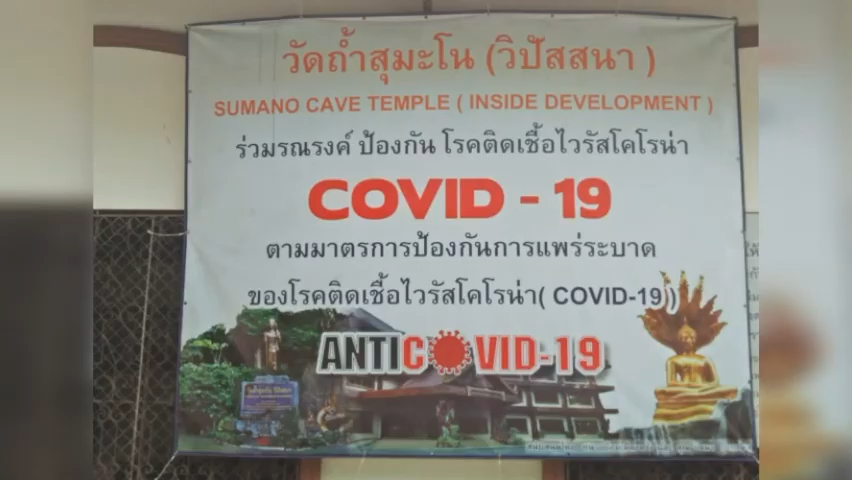 วัดถ้ำสุมะโน (วิปัสสนา )
SUMANO CAVE TEMPLE ( INSIDE DEVELOPMENT )
ร่วมรณรงค์ ป้องกัน โรคติดเชื้อไวรัสโคโรน่า
COVID - 19
ตามมาตรการป้องกันการแพร่ระบาด
ของโรคติดเชื้อไวรัสโคโรน่า( COVID-19 )
ANTICOVID-19